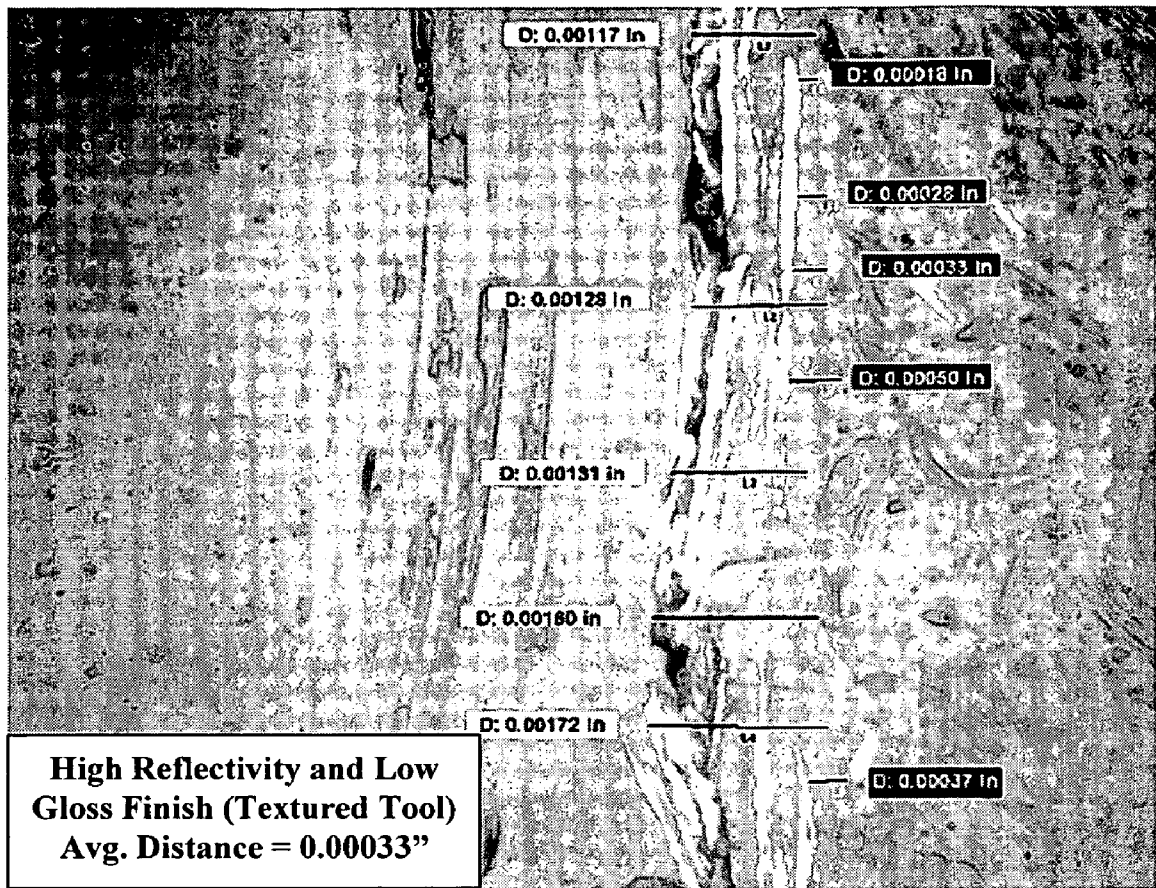 D: 0.00117 in
D: 0.00018 in
D: 0.00028 in
D: 0.00033 in
D: 0.00128 in
L2
D: 0.00050 in
D: 0.00131 in
L3
D: 0.00160 in
D: 0.00172 in
D: 0.00037 in
High Reflectivity and Low
Gloss Finish (Textured Tool)
Avg. Distance = 0.00033”